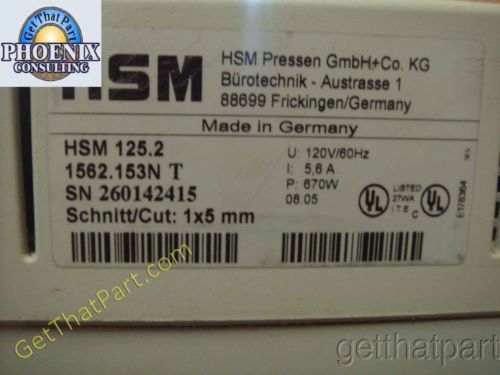 Get That Part
PHOENIX
CONSULTING
HSM
HSM Pressen GmbH+Co. KG
Bürotechnik - Austrasse 1
88699 Frickingen/Germany
Made in Germany
HSM 125.2
1562.153N T
SN 260142415
Schnitt/Cut: 1x5 mm
U: 120V/60Hz
I: 5,6 A
P: 670W
08.05
UL
LISTED
27WA
I.T.E.
C
UL
E178364
GetThatPart.com
getthatpart